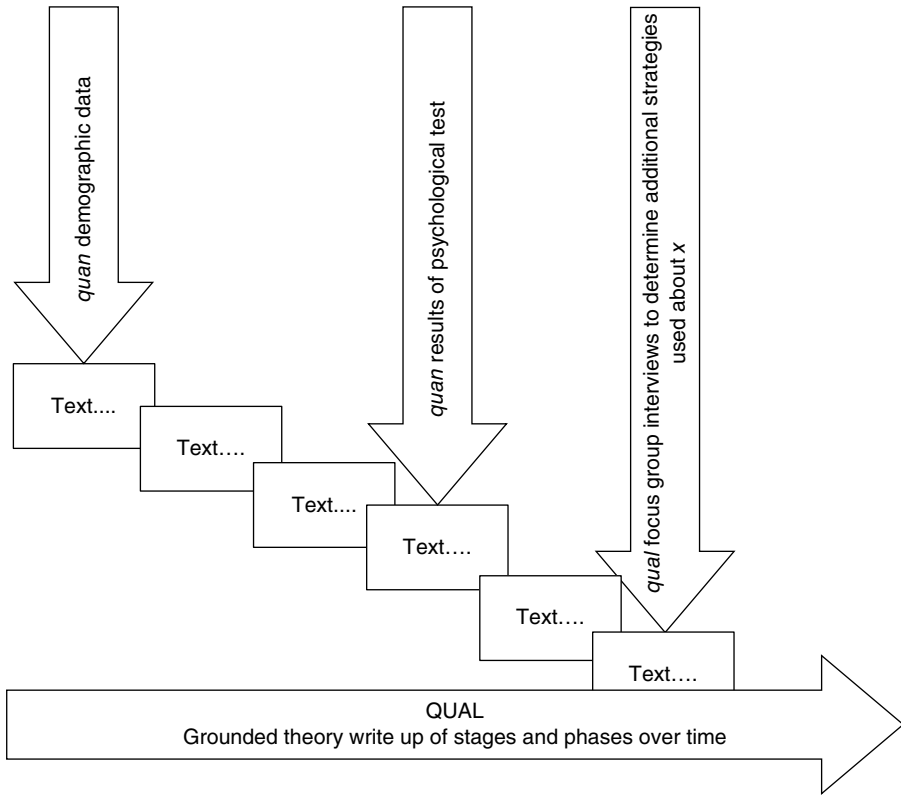 quan demographic data
quan results of psychological test
qual focus group interviews to determine additional strategies
used about x
Text....
Text….
Text....
Text….
Text….
Text….
QUAL
Grounded theory write up of stages and phases over time